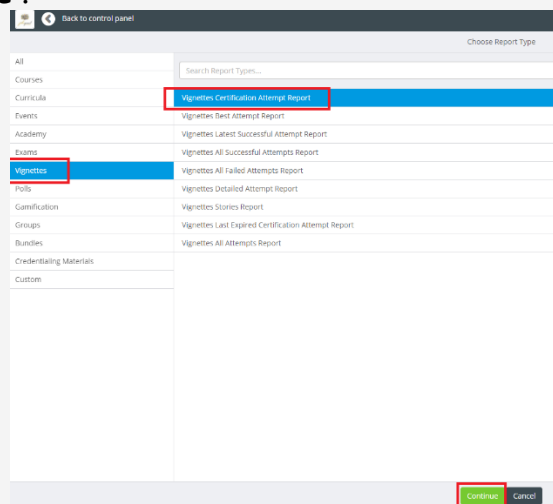 Back to control panel
Choose Report Type
All
Courses
Curricula
Events
Academy
Exams
Vignettes
Polls
Gamification
Groups
Bundles
Credentialing Materials
Custom
Search Report Types...
Vignettes Certification Attempt Report
Vignettes Best Attempt Report
Vignettes Latest Successful Attempt Report
Vignettes All Successful Attempts Report
Vignettes All Failed Attempts Report
Vignettes Detailed Attempt Report
Vignettes Stories Report
Vignettes Last Expired Certification Attempt Report
Vignettes All Attempts Report
Continue
Cancel